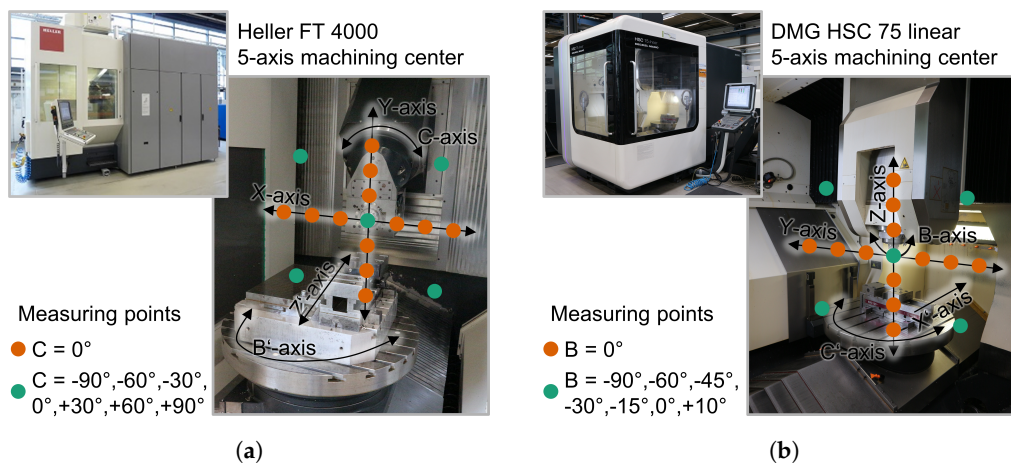 HELLER
Heller FT 4000
5-axis machining center
Y-axis
C-axis
X-axis
Z'-axis
B‘-axis
Measuring points
C = 0°
C = -90°,-60°,-30°,
0°,+30°,+60°,+90°
(a)
DMG HSC 75 linear
5-axis machining center
Z-axis
Y-axis
B-axis
X‘-axis
C‘-axis
Measuring points
B = 0°
B = -90°,-60°,-45°,
-30°,-15°,0°,+10°
(b)